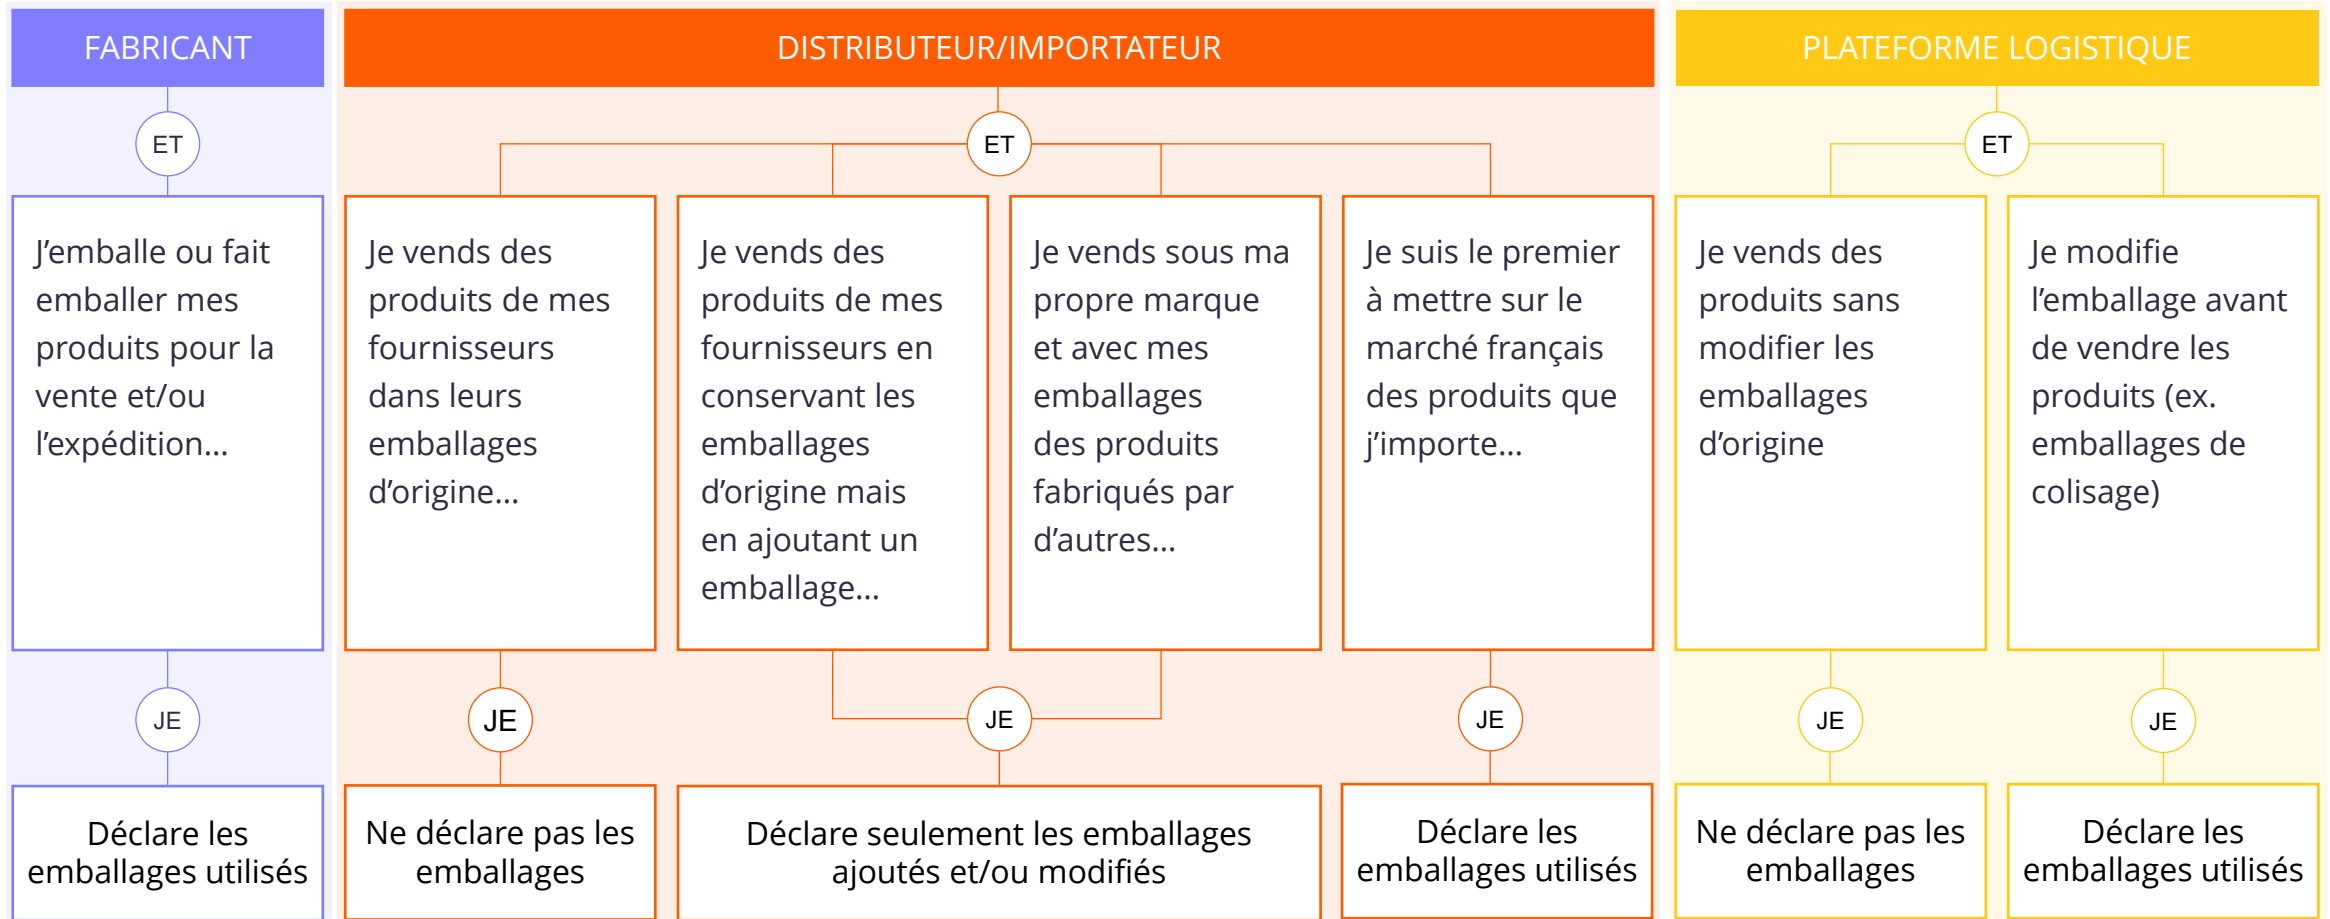 FABRICANT
ET
J’emballe ou fait
emballer mes
produits pour la
vente et/ou
l’expédition…
JE
Déclare les
emballages utilisés
DISTRIBUTEUR/IMPORTATEUR
ET
Je vends des
produits de mes
fournisseurs
dans leurs
emballages
d’origine…
JE
Ne déclare pas les
emballages
Je vends des
produits de mes
fournisseurs en
conservant les
emballages
d’origine mais
en ajoutant un
emballage…
Je vends sous ma
propre marque
et avec mes
emballages
des produits
fabriqués par
d’autres…
JE
Déclare seulement les emballages
ajoutés et/ou modifiés
Je suis le premier
à mettre sur le
marché français
des produits que
j’importe…
JE
Déclare les
emballages utilisés
PLATEFORME LOGISTIQUE
ET
Je vends des
produits sans
modifier les
emballages
d’origine
JE
Ne déclare pas les
emballages
Je modifie
l’emballage avant
de vendre les
produits (ex.
emballages de
colisage)
JE
Déclare les
emballages utilisés